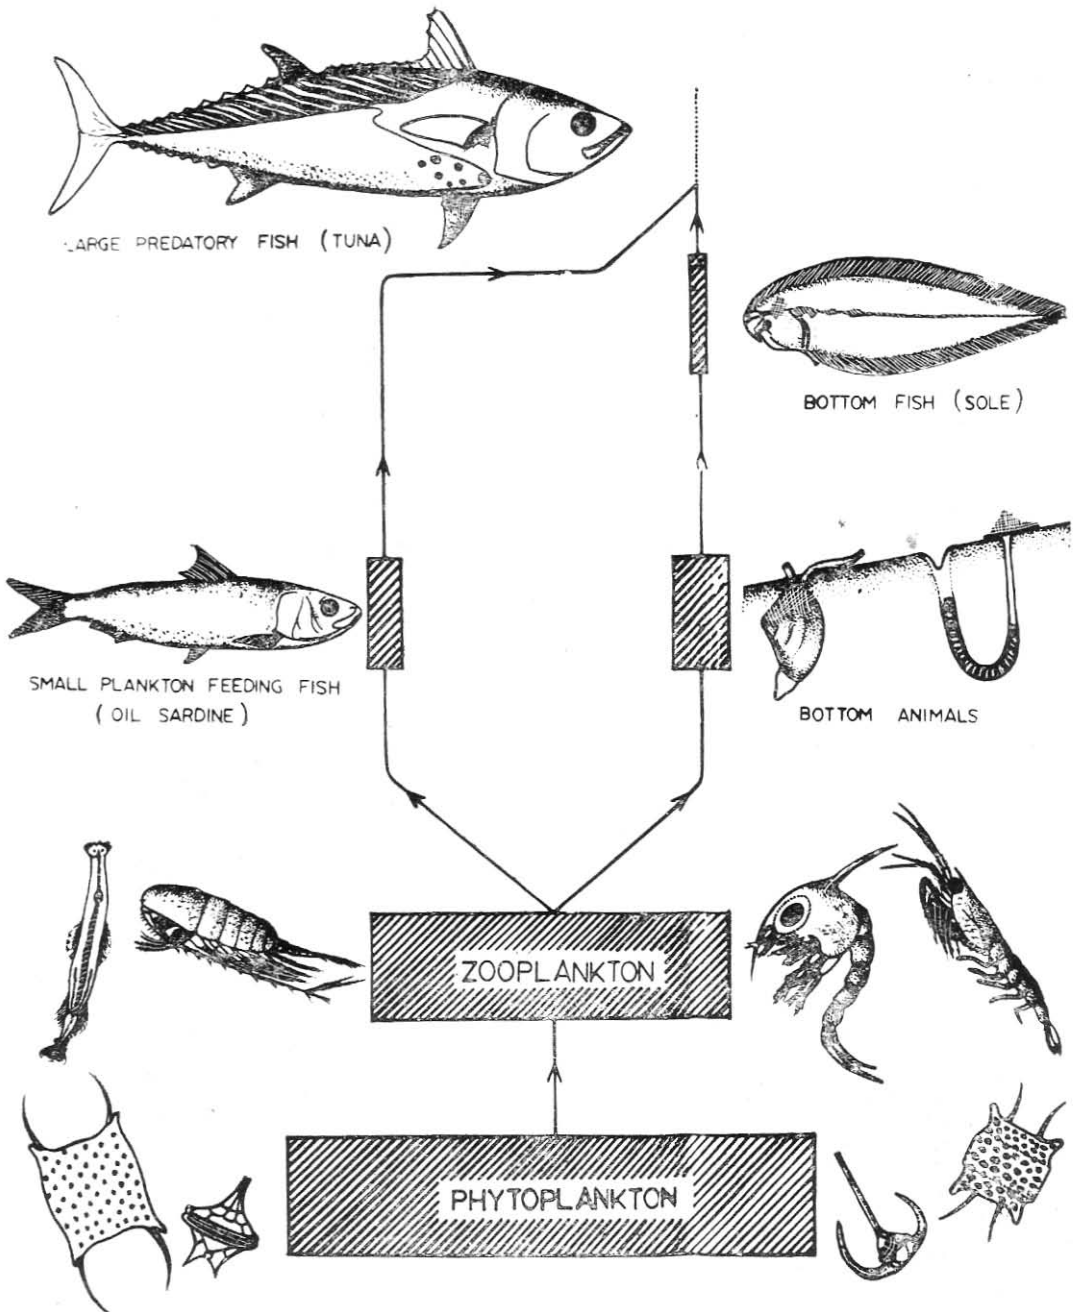 LARGE PREDATORY FISH (TUNA)
BOTTOM FISH (SOLE)
SMALL PLANKTON FEEDING FISH
(OIL SARDINE)
BOTTOM ANIMALS
ZOOPLANKTON
PHYTOPLANKTON